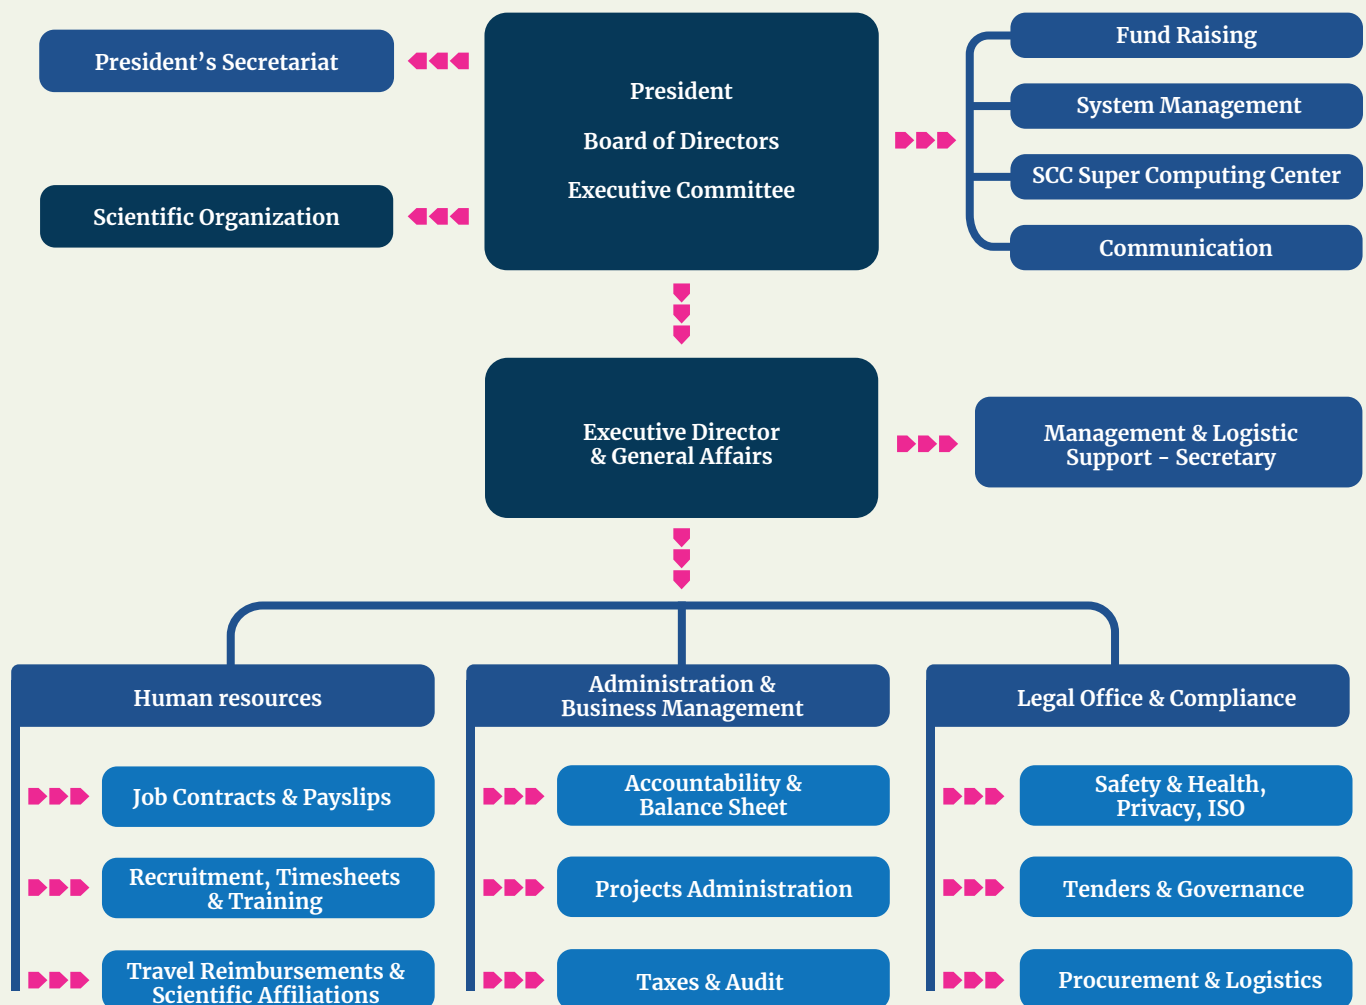 President's Secretariat
Scientific Organization
President
Board of Directors
Executive Committee
Fund Raising
System Management
SCC Super Computing Center
Communication
Executive Director
& General Affairs
Management & Logistic
Support - Secretary
Human resources
Job Contracts & Payslips
Recruitment, Timesheets
& Training
Travel Reimbursements &
Scientific Affiliations
Administration &
Business Management
Accountability &
Balance Sheet
Projects Administration
Taxes & Audit
Legal Office & Compliance
Safety & Health,
Privacy, ISO
Tenders & Governance
Procurement & Logistics